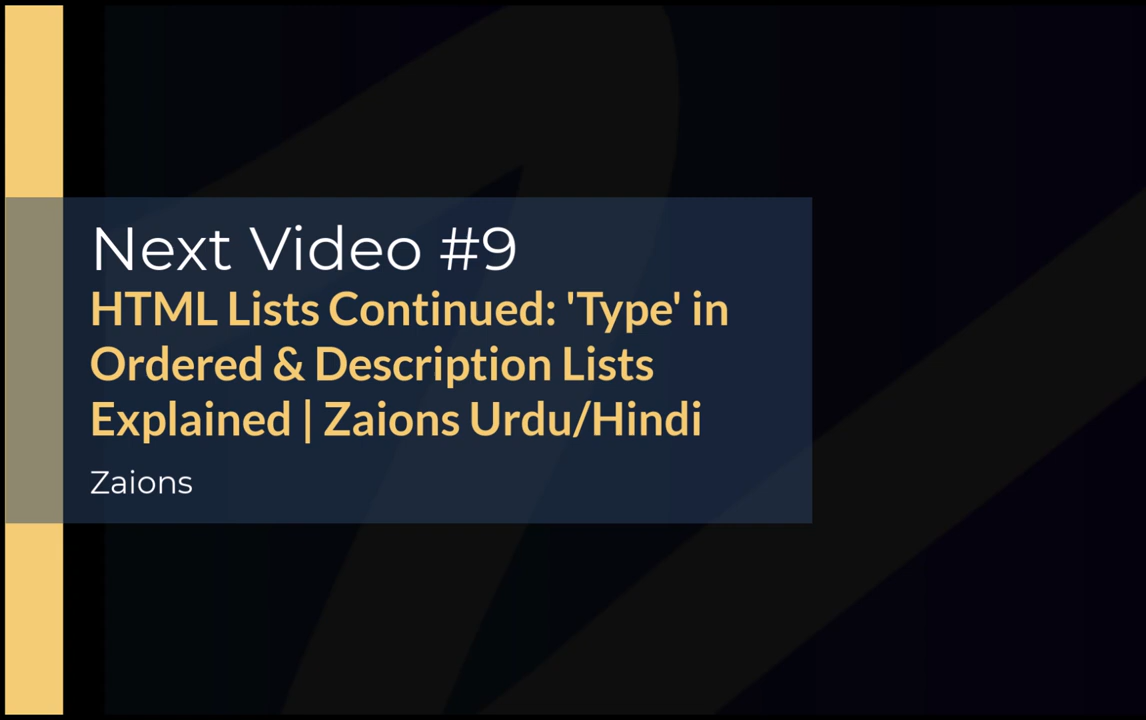 Next Video #9
HTML Lists Continued: 'Type' in
Ordered & Description Lists
Explained | Zaions Urdu/Hindi
Zaions